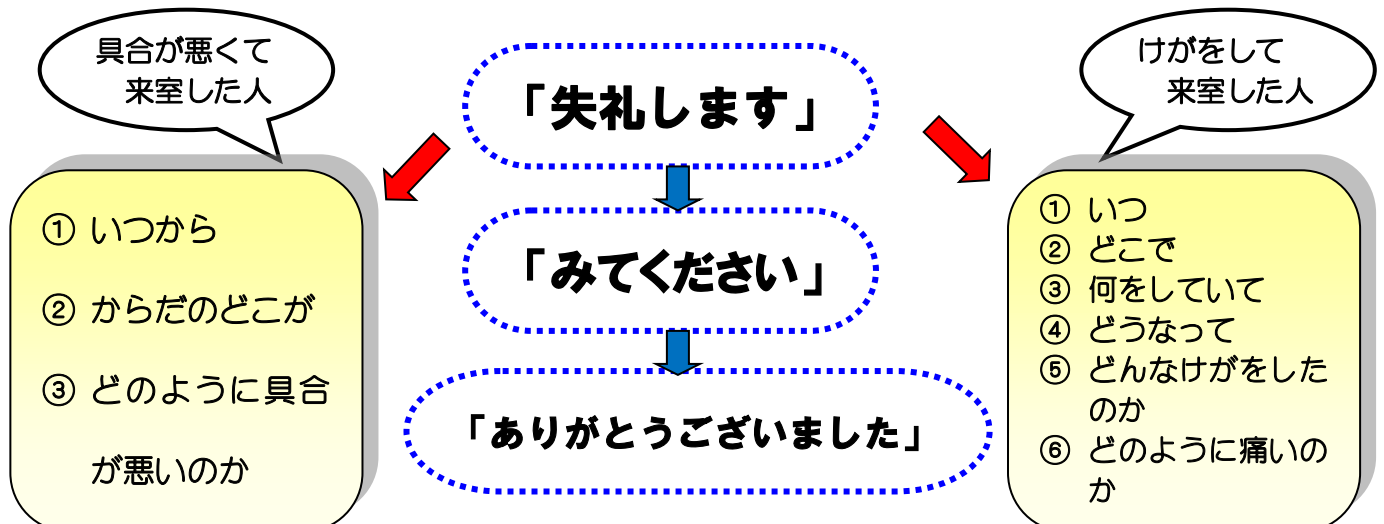 具合が悪くて
来室した人
① いつから
② からだのどこが
③ どのように具合
が悪いのか
「失礼します」
「みてください」
「ありがとうございました」
けがをして
来室した人
① いつ
② どこで
③ 何をしていて
④ どうなって
⑤ どんなけがをした
のか
⑥ どのように痛いの
か